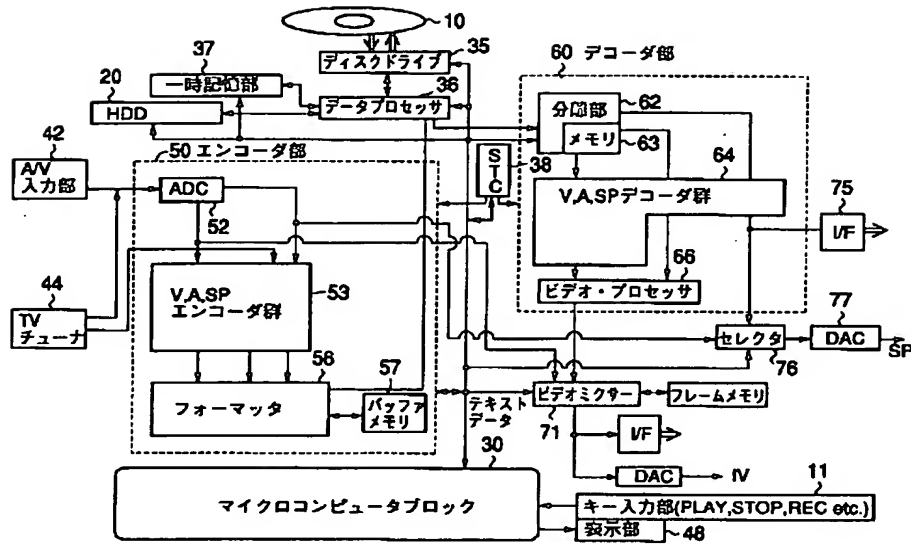 10
35
ディスクドライブ
37
一時記憶部
36
データプロセッサ
20
HDD
42
A/V
入力部
44
TV
チューナ
50 エンコーダ部
ADC
52
V,A,SP
エンコーダ群
53
56
フォーマッタ
57
バッファ
メモリ
STC
38
60 デコーダ部
分離部
62
メモリ
63
64
V,A,SPデコーダ群
66
ビデオ・プロセッサ
75
I/F
セレクタ
76
77
DAC
SP
テキスト
データ
ビデオミクサー
71
フレームメモリ
I/F
DAC
30
マイクロコンピュータブロック
11
キー入力部(PLAY,STOP,REC etc.)
表示部
48